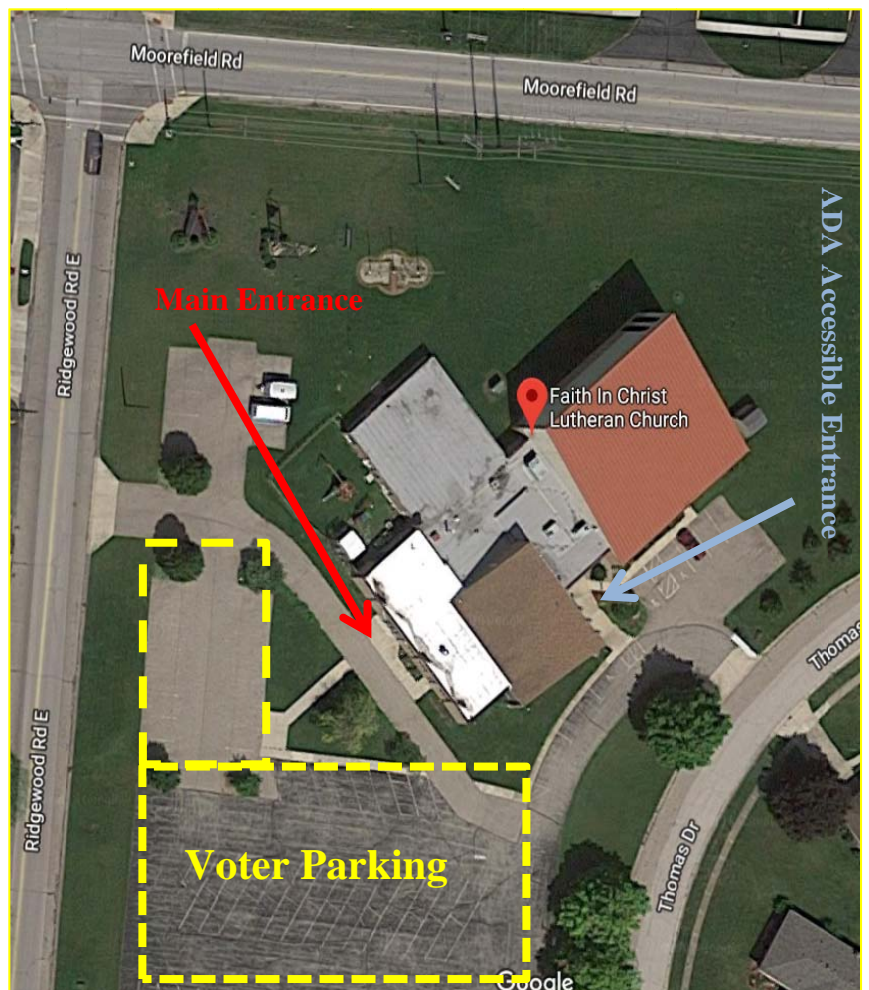 Moorefield Rd
Moorefield Rd
ADA Accessible Entrance
Ridgewood Rd E
Main Entrance
Faith In Christ
Lutheran Church
Thomas
Ridgewood Rd E
Voter Parking
Thomas Dr
Google